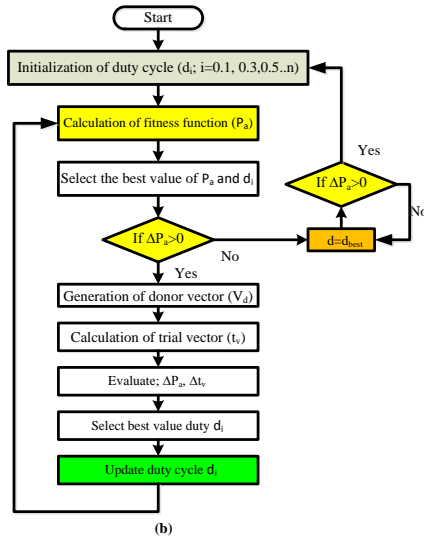 Start
Initialization of duty cycle (dᵢ; i=0.1, 0.3,0.5..n)
Calculation of fitness function (Pₐ)
Yes
Select the best value of Pₐ and dᵢ
If ΔPₐ>0
No
If ΔPₐ>0
No
d=d_best
Yes
Generation of donor vector (V_d)
Calculation of trial vector (tᵥ)
Evaluate; ΔPₐ, Δtᵥ
Select best value duty dᵢ
Update duty cycle dᵢ
(b)